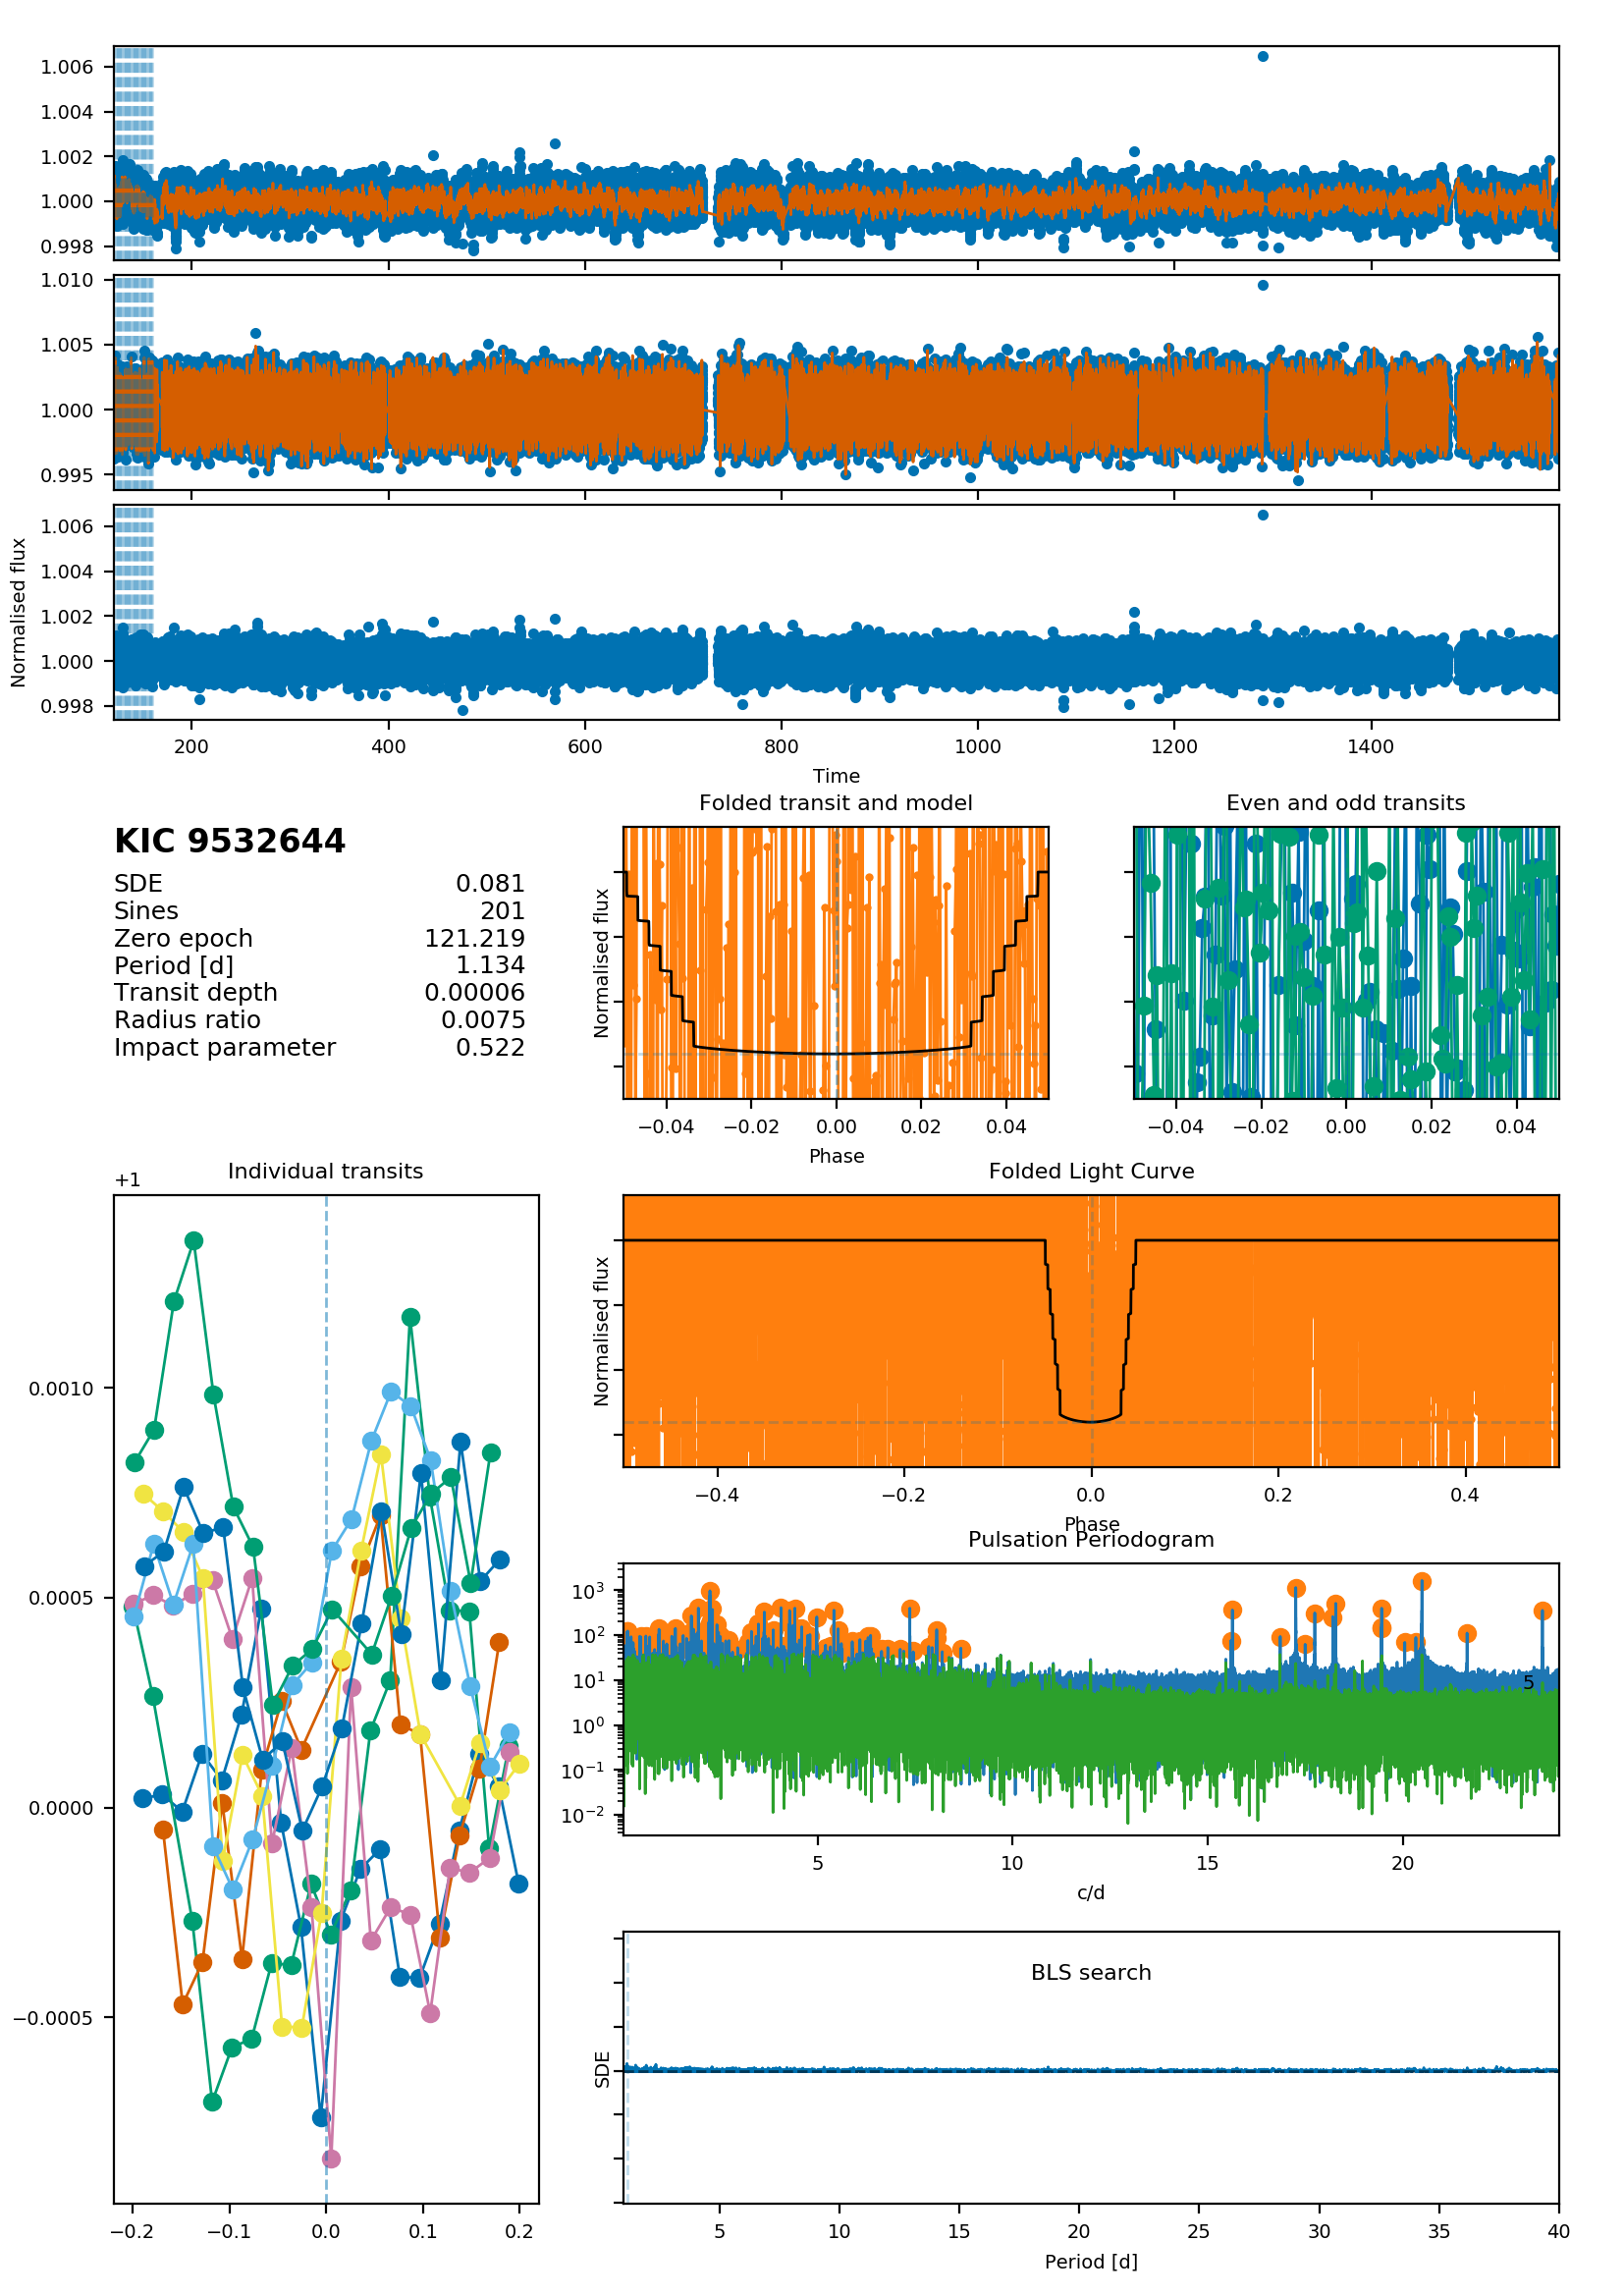 1.006
1.004
1.002
1.000
0.998
1.010
1.005
1.000
0.995
1.006
1.004
1.002
1.000
0.998
Normalised flux
200 400 600 800 1000 1200 1400
Time
KIC 9532644
SDE 0.081
Sines 201
Zero epoch 121.219
Period [d] 1.134
Transit depth 0.00006
Radius ratio 0.0075
Impact parameter 0.522
Folded transit and model
Normalised flux
−0.04 −0.02 0.00 0.02 0.04
Phase
Even and odd transits
−0.04 −0.02 0.00 0.02 0.04
Individual transits
+1
0.0010
0.0005
0.0000
−0.0005
−0.2 −0.1 0.0 0.1 0.2
Folded Light Curve
Normalised flux
−0.4 −0.2 0.0 0.2 0.4
Phase
Pulsation Periodogram
10³
10²
10¹
10⁰
10⁻¹
10⁻²
5
5 10 15 20
c/d
BLS search
SDE
5 10 15 20 25 30 35 40
Period [d]